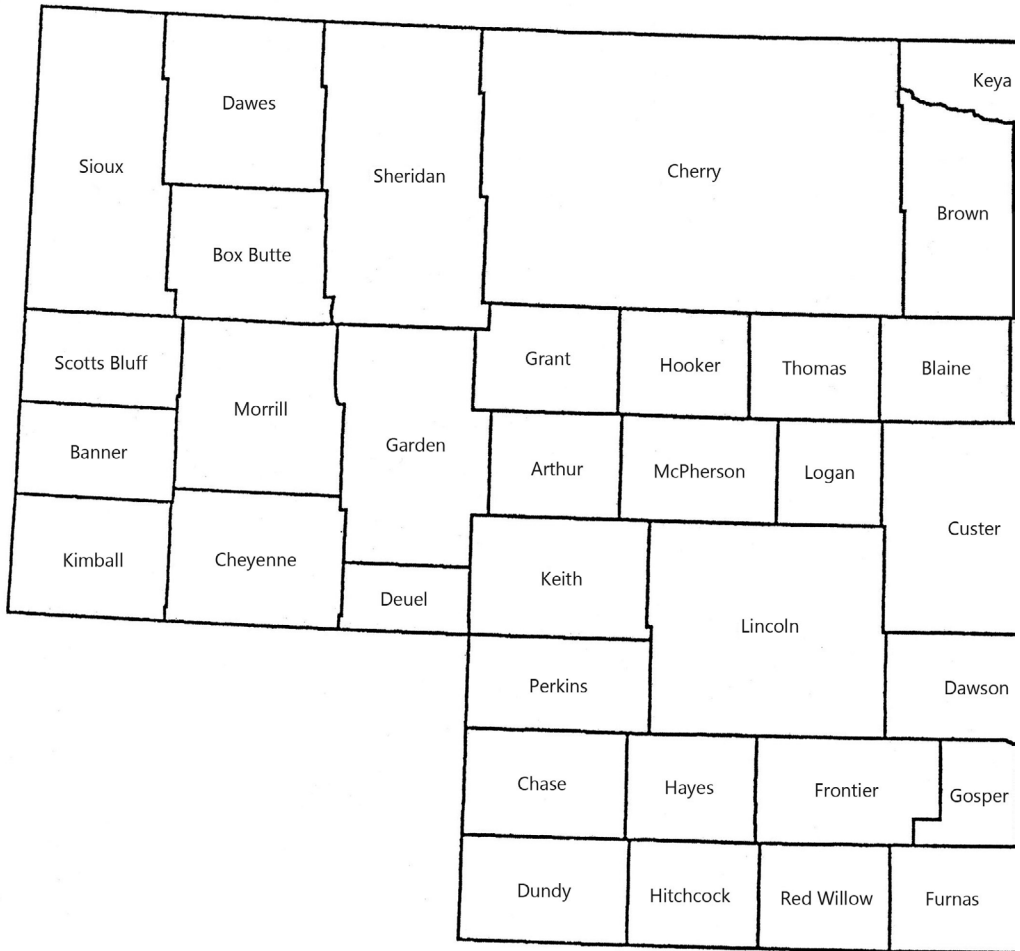 Keya
Dawes
Sioux
Sheridan
Cherry
Brown
Box Butte
Scotts Bluff
Grant
Hooker
Thomas
Blaine
Morrill
Garden
Banner
Arthur
McPherson
Logan
Custer
Kimball
Cheyenne
Keith
Deuel
Lincoln
Perkins
Dawson
Chase
Hayes
Frontier
Gosper
Dundy
Hitchcock
Red Willow
Furnas